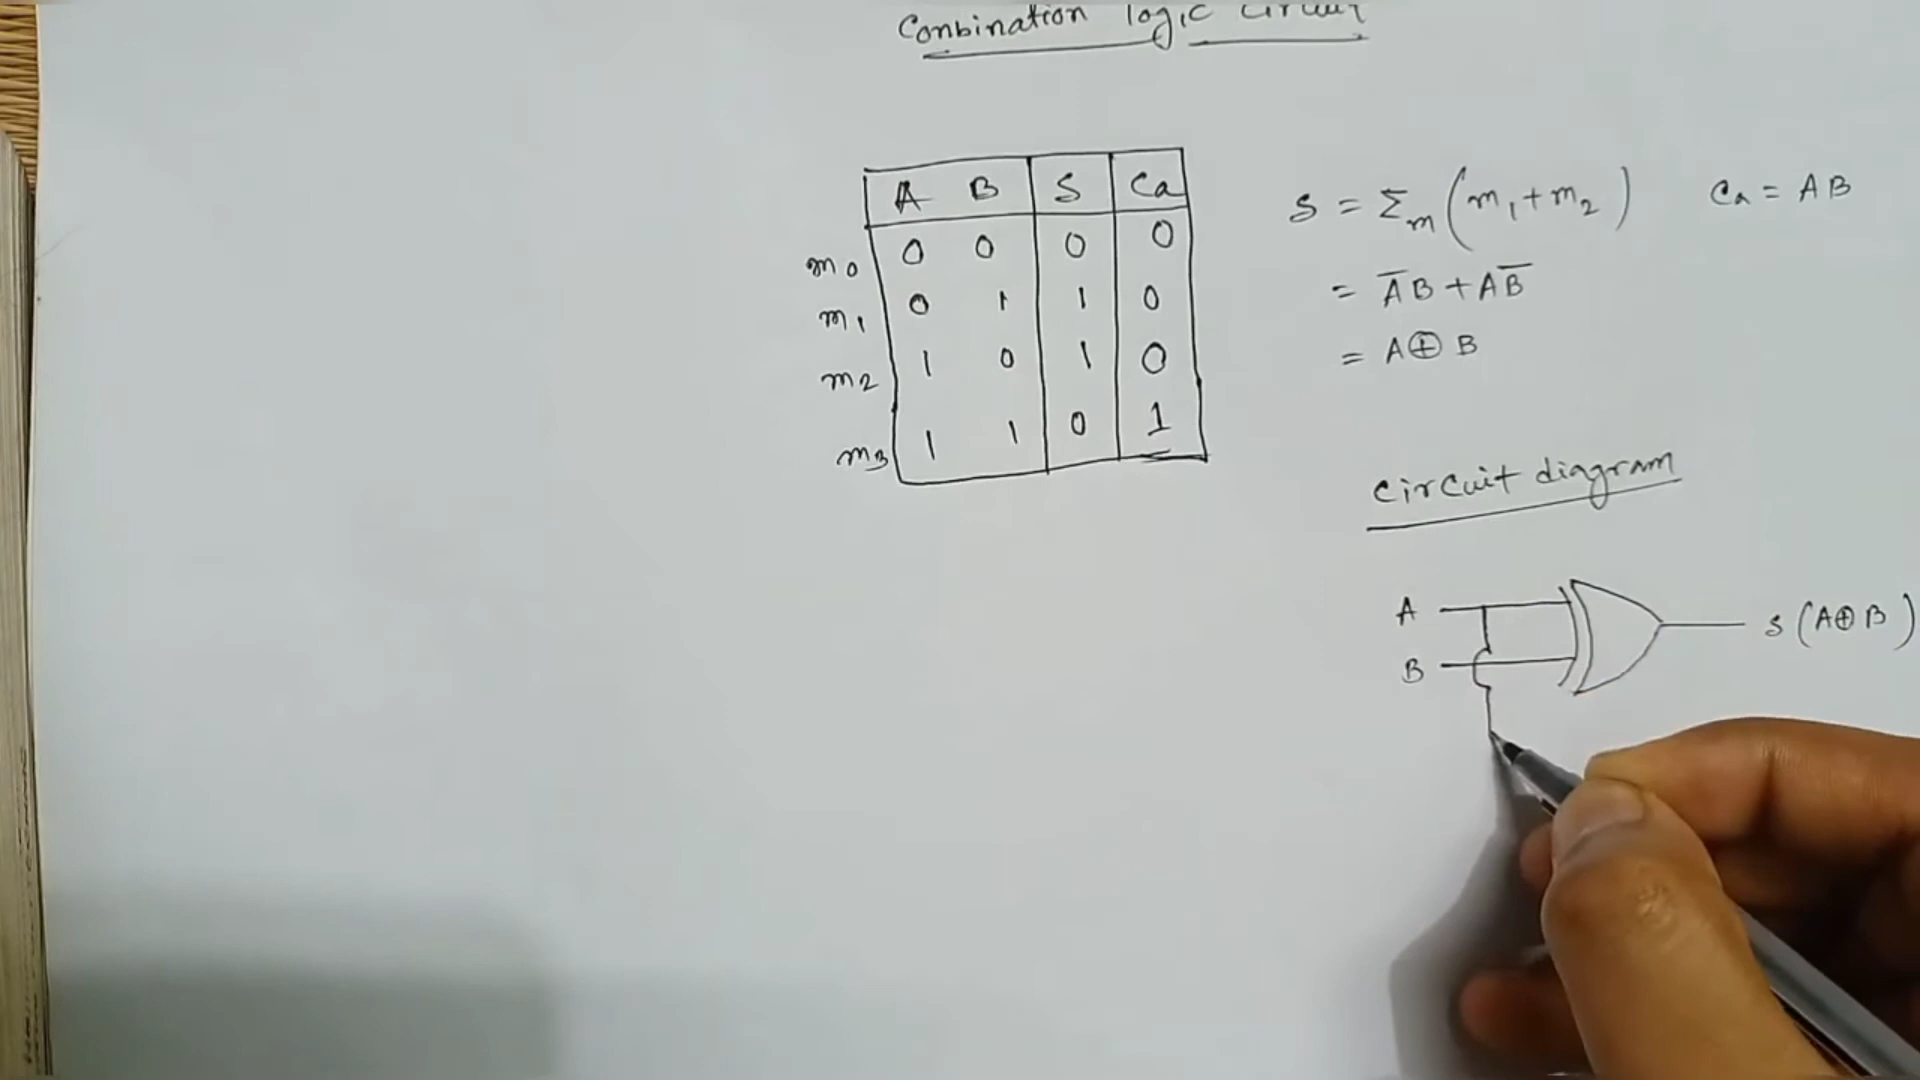 Conbination logic circuit
A B S Ca
m0 0 0 0 0
m1 0 1 1 0
m2 1 0 1 0
m3 1 1 0 1
S = Σm (m1 + m2)
= A̅B + AB̅
= A⊕B
Ca = AB
Circuit diagram
A
B
S (A⊕B)